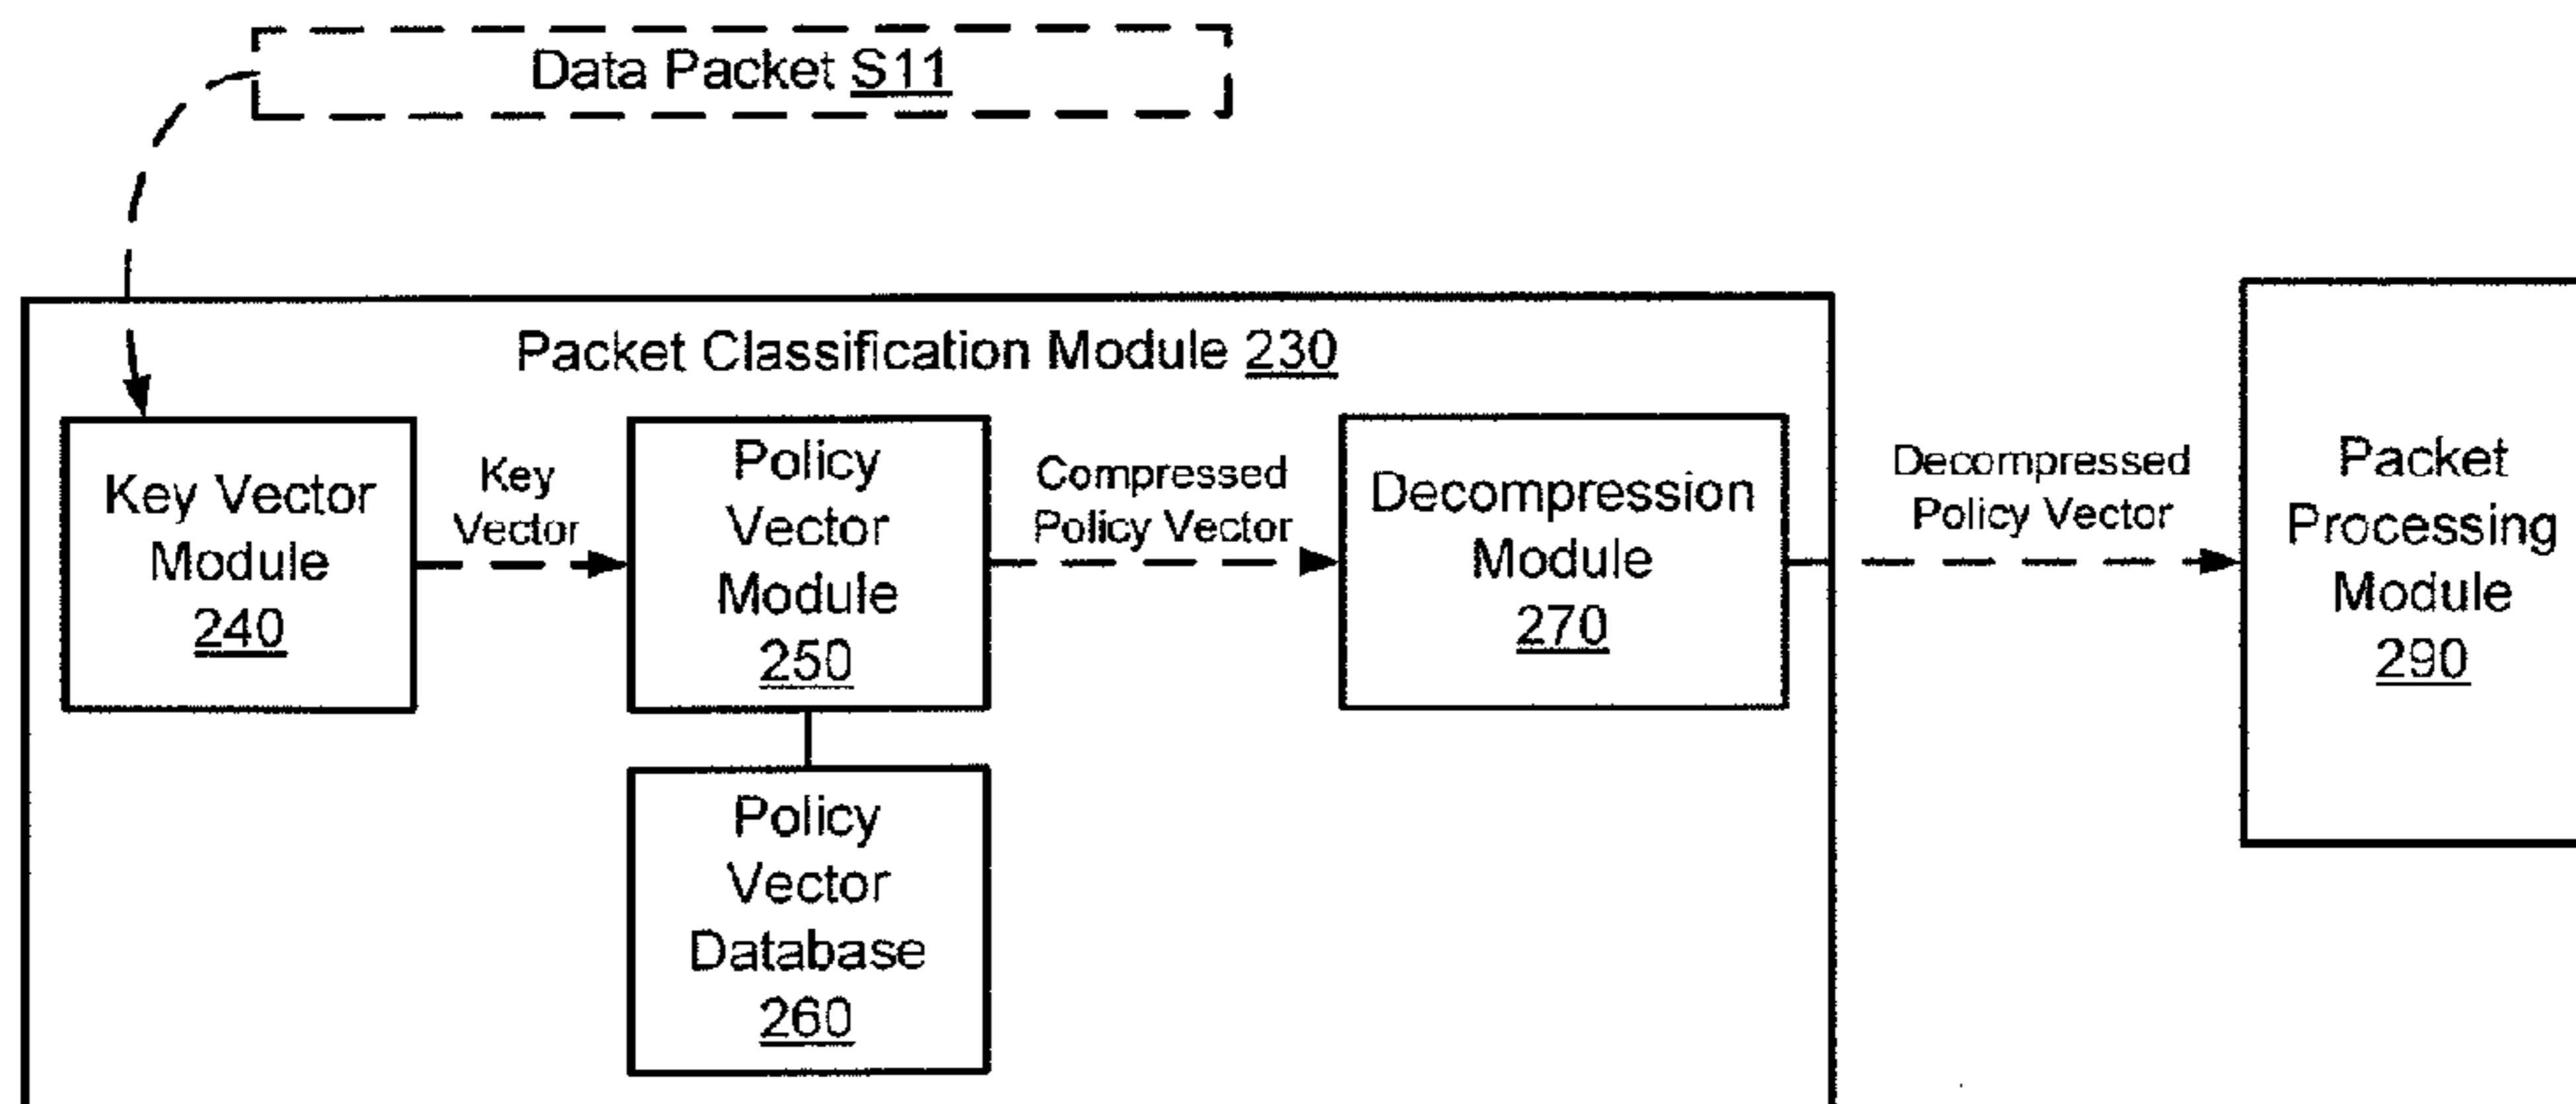 Data Packet S11
Packet Classification Module 230
Key Vector
Module
240
Key
Vector
Policy
Vector
Module
250
Compressed
Policy Vector
Decompression
Module
270
Decompressed
Policy Vector
Packet
Processing
Module
290
Policy
Vector
Database
260